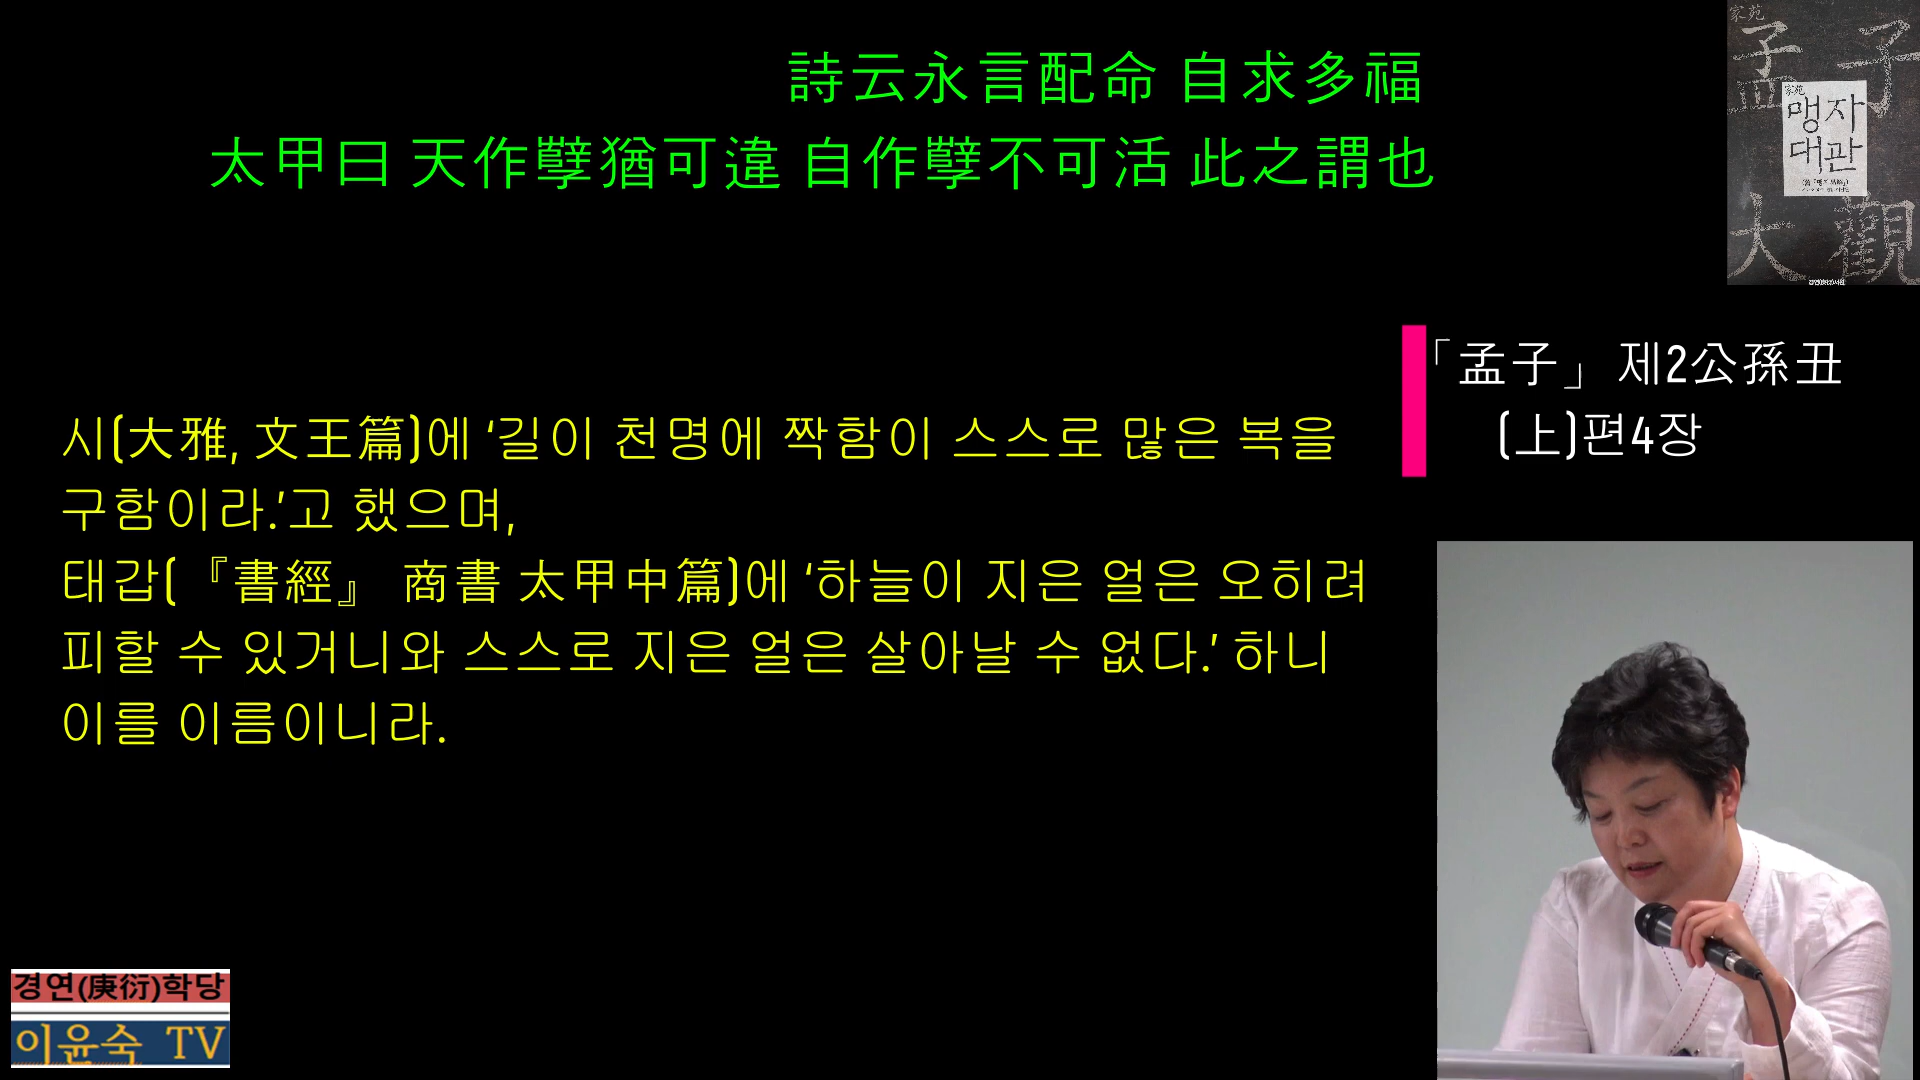 詩云永言配命 自求多福
太甲曰 天作孼猶可違 自作孼不可活 此之謂也
家苑
孟子
家苑
맹자
대관
大觀
「孟子」 제2公孫丑
(上)편4장
시(大雅, 文王篇)에 ‘길이 천명에 짝함이 스스로 많은 복을
구함이라.’고 했으며,
태갑(『書經』 商書 太甲中篇)에 ‘하늘이 지은 얼은 오히려
피할 수 있거니와 스스로 지은 얼은 살아날 수 없다.’ 하니
이를 이름이니라.
경연(庚衍)학당
이윤숙 TV